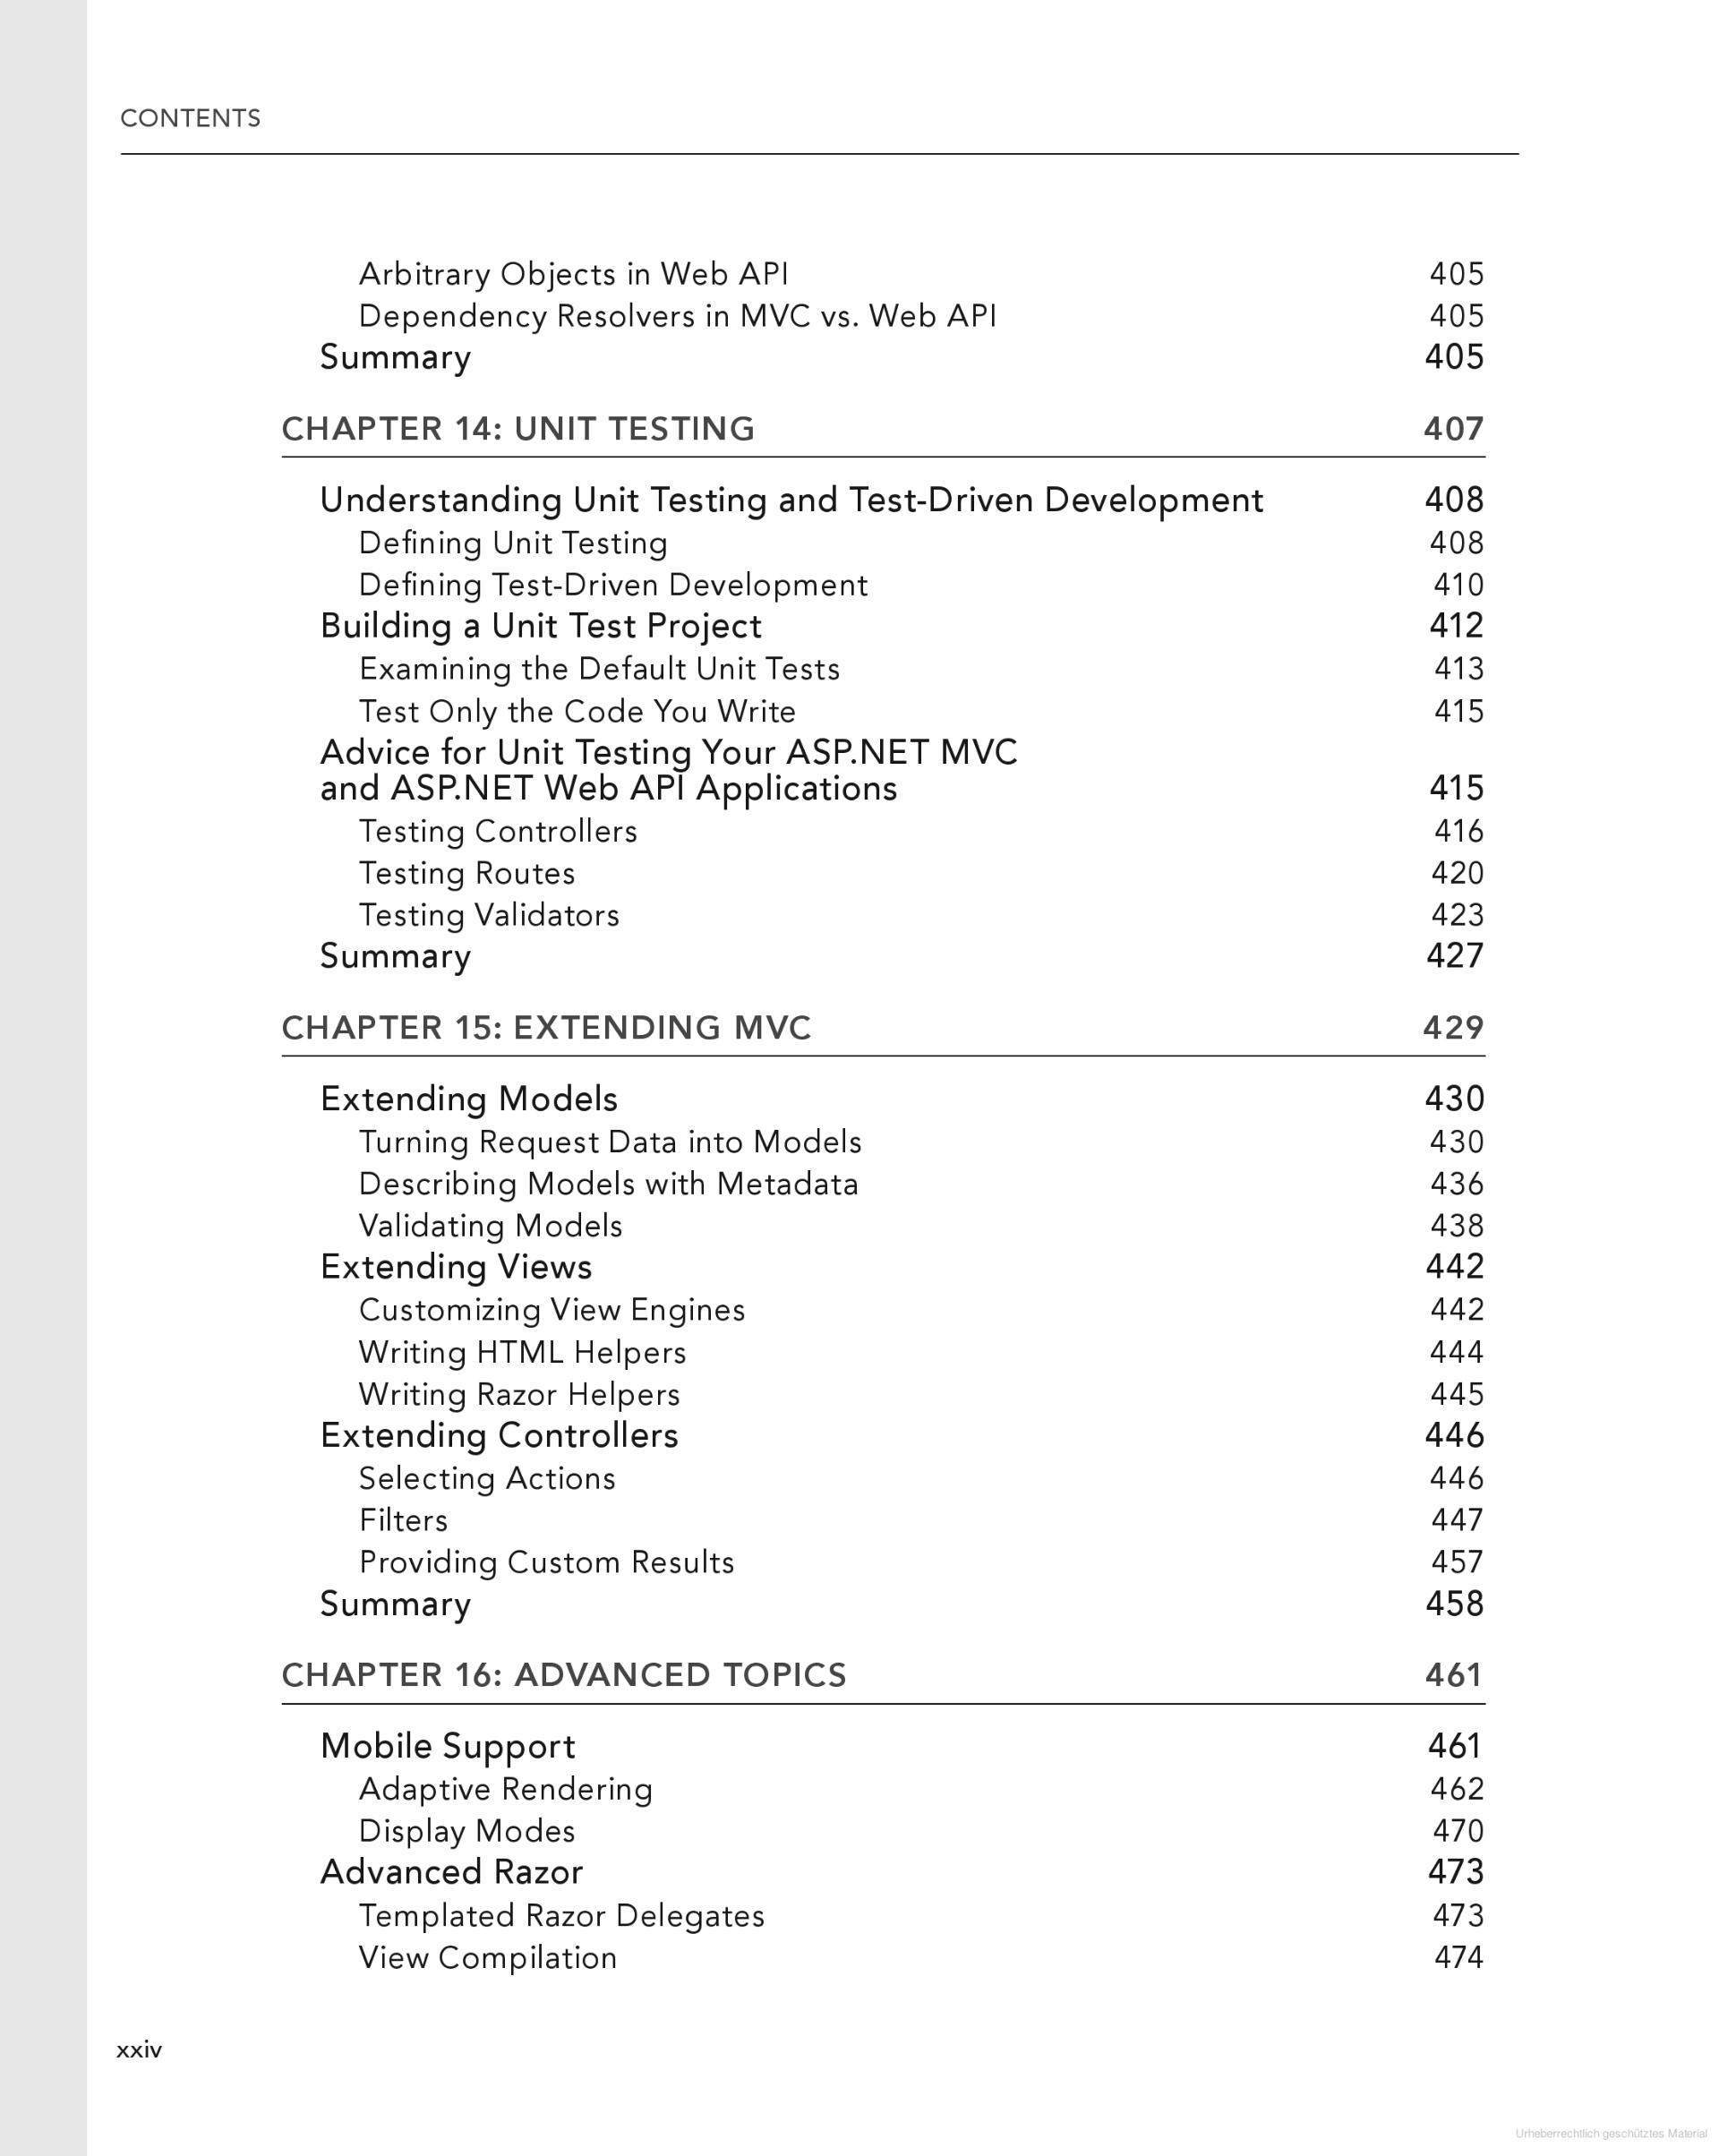 CONTENTS
Arbitrary Objects in Web API 405
Dependency Resolvers in MVC vs. Web API 405
Summary 405
CHAPTER 14: UNIT TESTING 407
Understanding Unit Testing and Test-Driven Development 408
Defining Unit Testing 408
Defining Test-Driven Development 410
Building a Unit Test Project 412
Examining the Default Unit Tests 413
Test Only the Code You Write 415
Advice for Unit Testing Your ASP.NET MVC
and ASP.NET Web API Applications 415
Testing Controllers 416
Testing Routes 420
Testing Validators 423
Summary 427
CHAPTER 15: EXTENDING MVC 429
Extending Models 430
Turning Request Data into Models 430
Describing Models with Metadata 436
Validating Models 438
Extending Views 442
Customizing View Engines 442
Writing HTML Helpers 444
Writing Razor Helpers 445
Extending Controllers 446
Selecting Actions 446
Filters 447
Providing Custom Results 457
Summary 458
CHAPTER 16: ADVANCED TOPICS 461
Mobile Support 461
Adaptive Rendering 462
Display Modes 470
Advanced Razor 473
Templated Razor Delegates 473
View Compilation 474
xxiv
Urheberrechtlich geschütztes Material